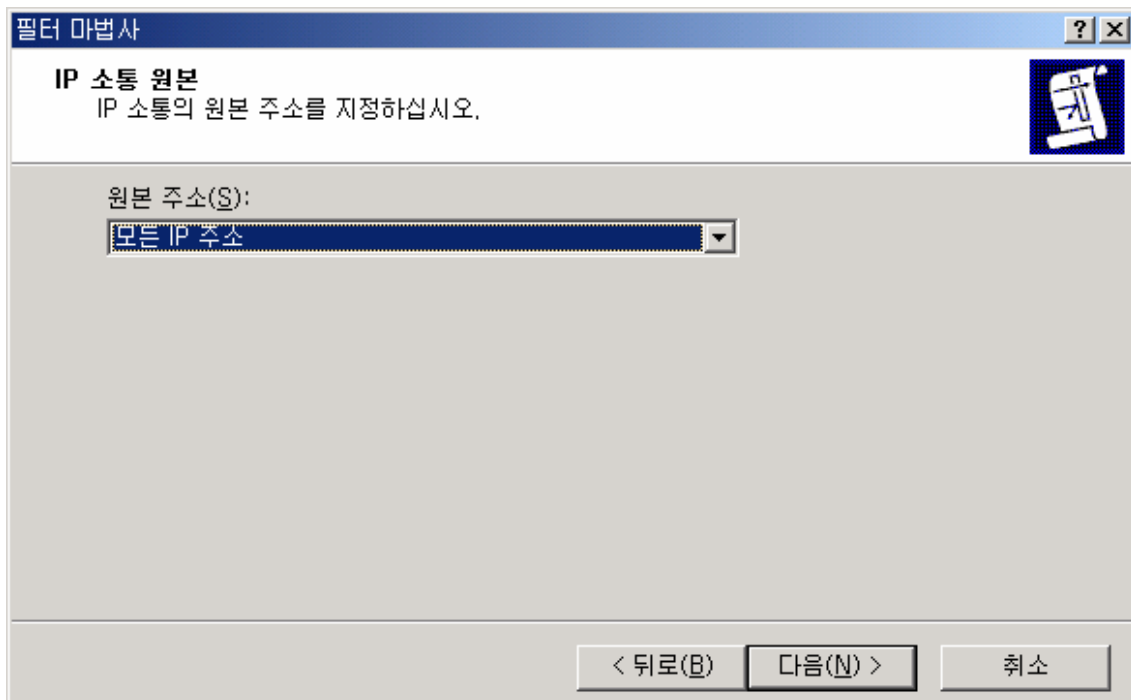 필터 마법사
IP 소통 원본
IP 소통의 원본 주소를 지정하십시오.
원본 주소(S):
모든 IP 주소
< 뒤로(B) 다음(N) > 취소